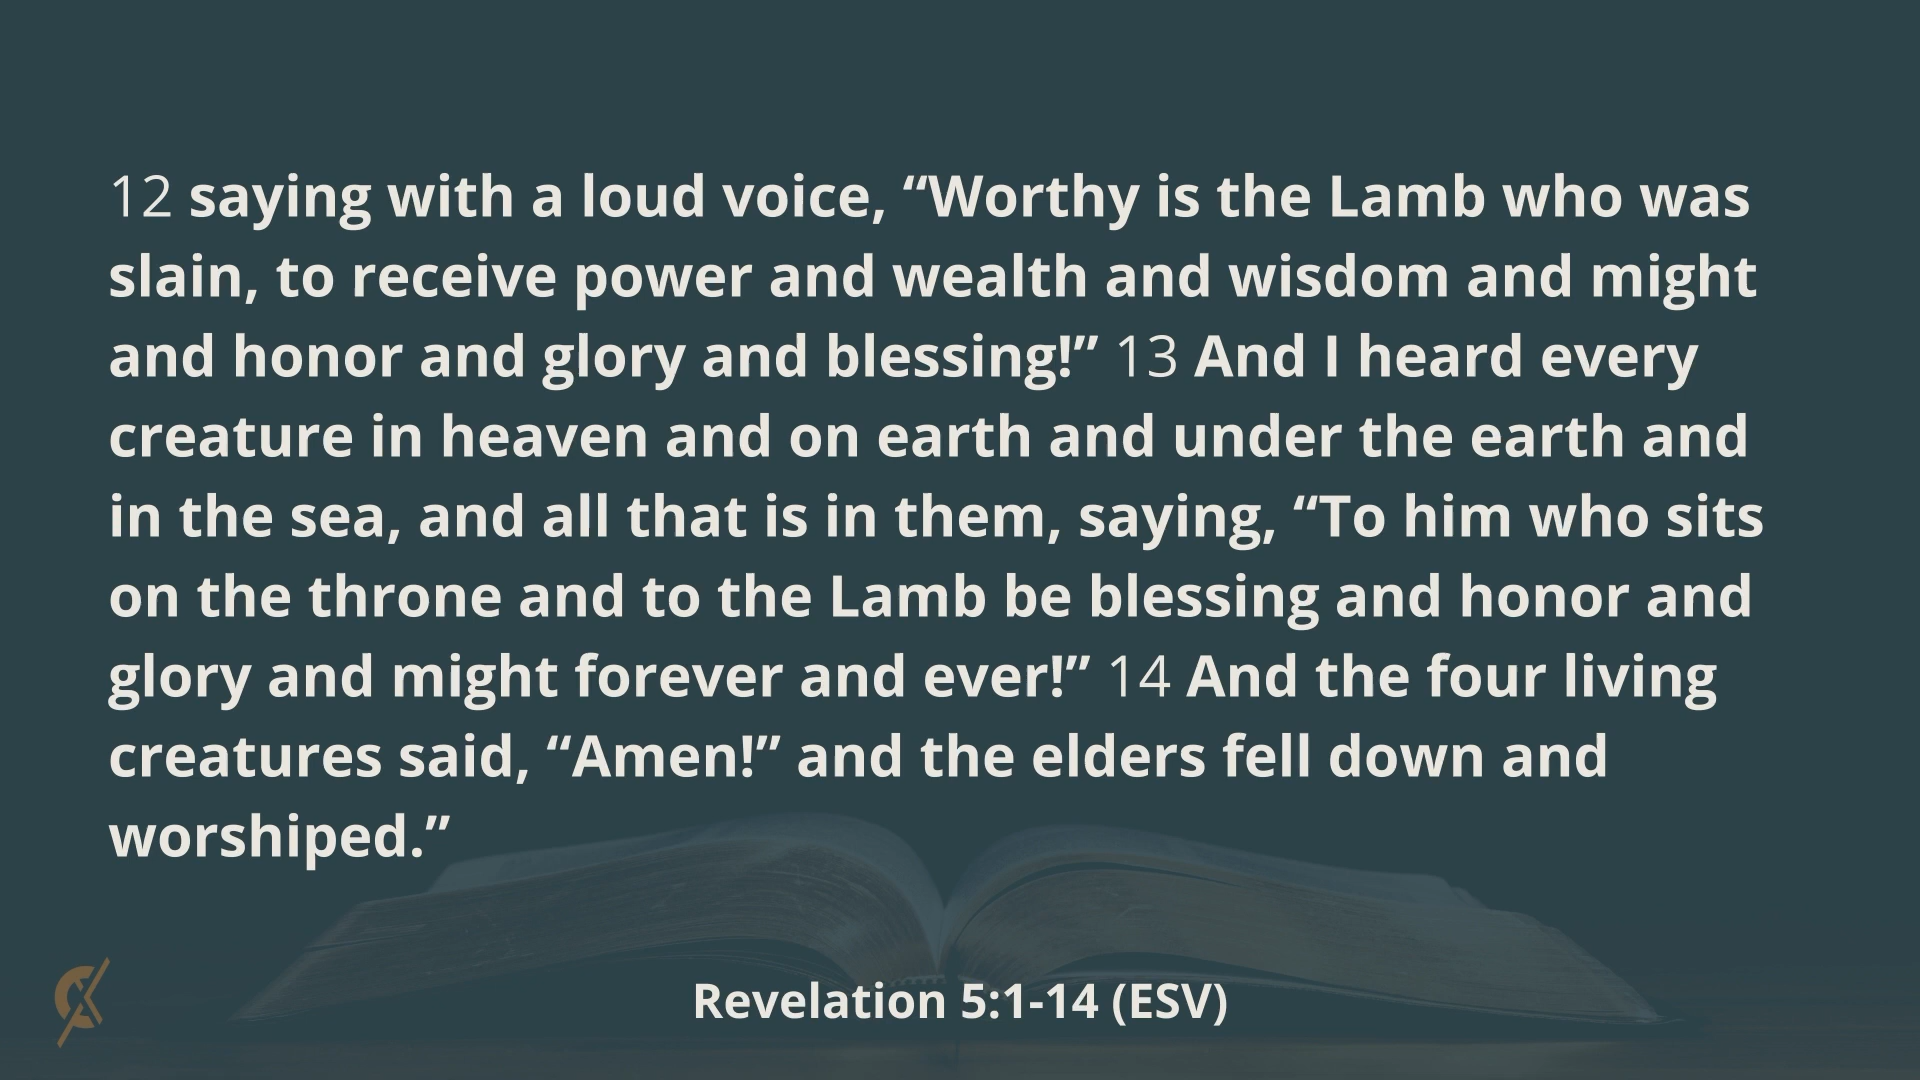 12 saying with a loud voice, “Worthy is the Lamb who was
slain, to receive power and wealth and wisdom and might
and honor and glory and blessing!” 13 And I heard every
creature in heaven and on earth and under the earth and
in the sea, and all that is in them, saying, “To him who sits
on the throne and to the Lamb be blessing and honor and
glory and might forever and ever!” 14 And the four living
creatures said, “Amen!” and the elders fell down and
worshiped.”
Revelation 5:1-14 (ESV)